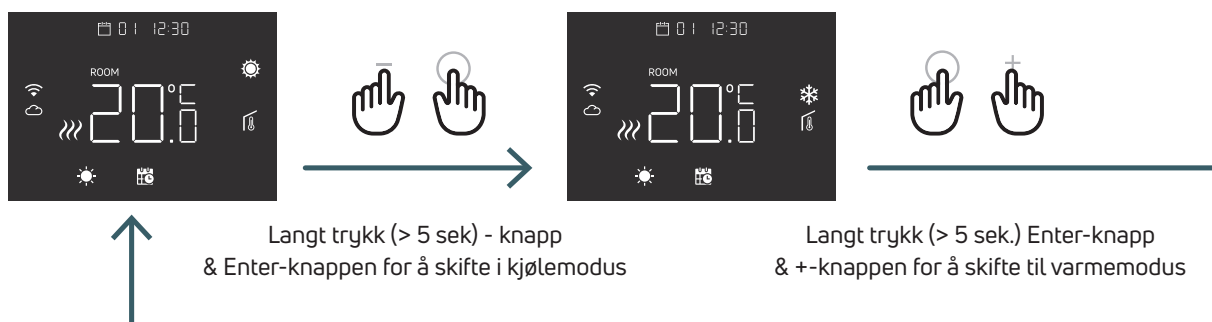 01 12:30
ROOM
20.0°C
01 12:30
ROOM
20.0°C
Langt trykk (> 5 sek) - knapp
& Enter-knappen for å skifte i kjølemodus
Langt trykk (> 5 sek.) Enter-knapp
& +-knappen for å skifte til varmemodus